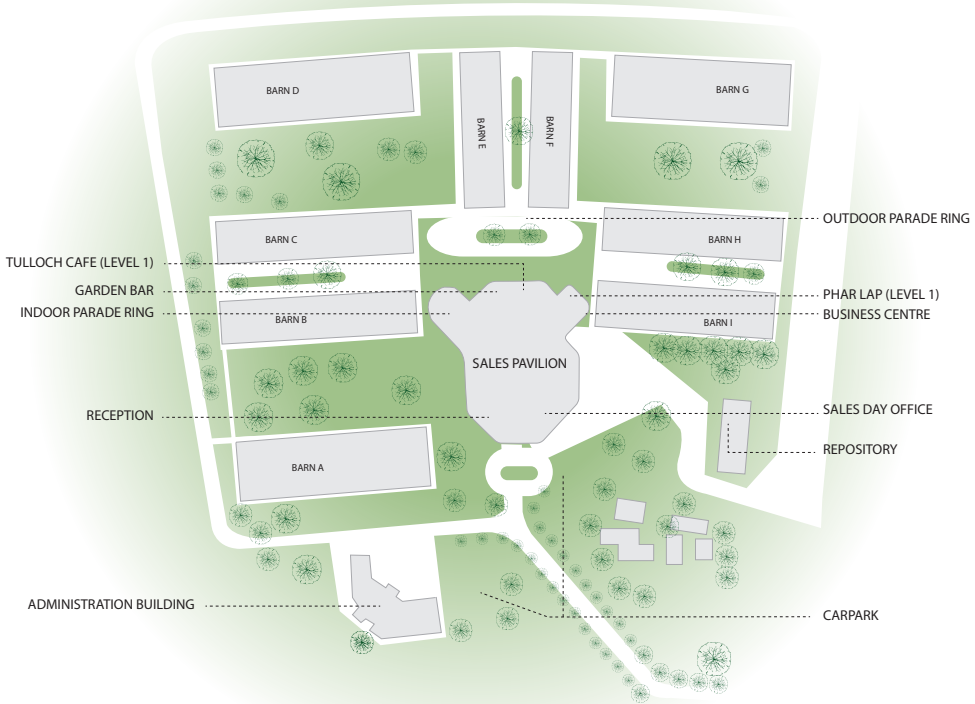 BARN D
BARN G
BARN E
BARN F
OUTDOOR PARADE RING
BARN C
BARN H
TULLOCH CAFE (LEVEL 1)
GARDEN BAR
PHAR LAP (LEVEL 1)
INDOOR PARADE RING
BUSINESS CENTRE
BARN B
BARN I
SALES PAVILION
RECEPTION
SALES DAY OFFICE
REPOSITORY
BARN A
ADMINISTRATION BUILDING
CARPARK